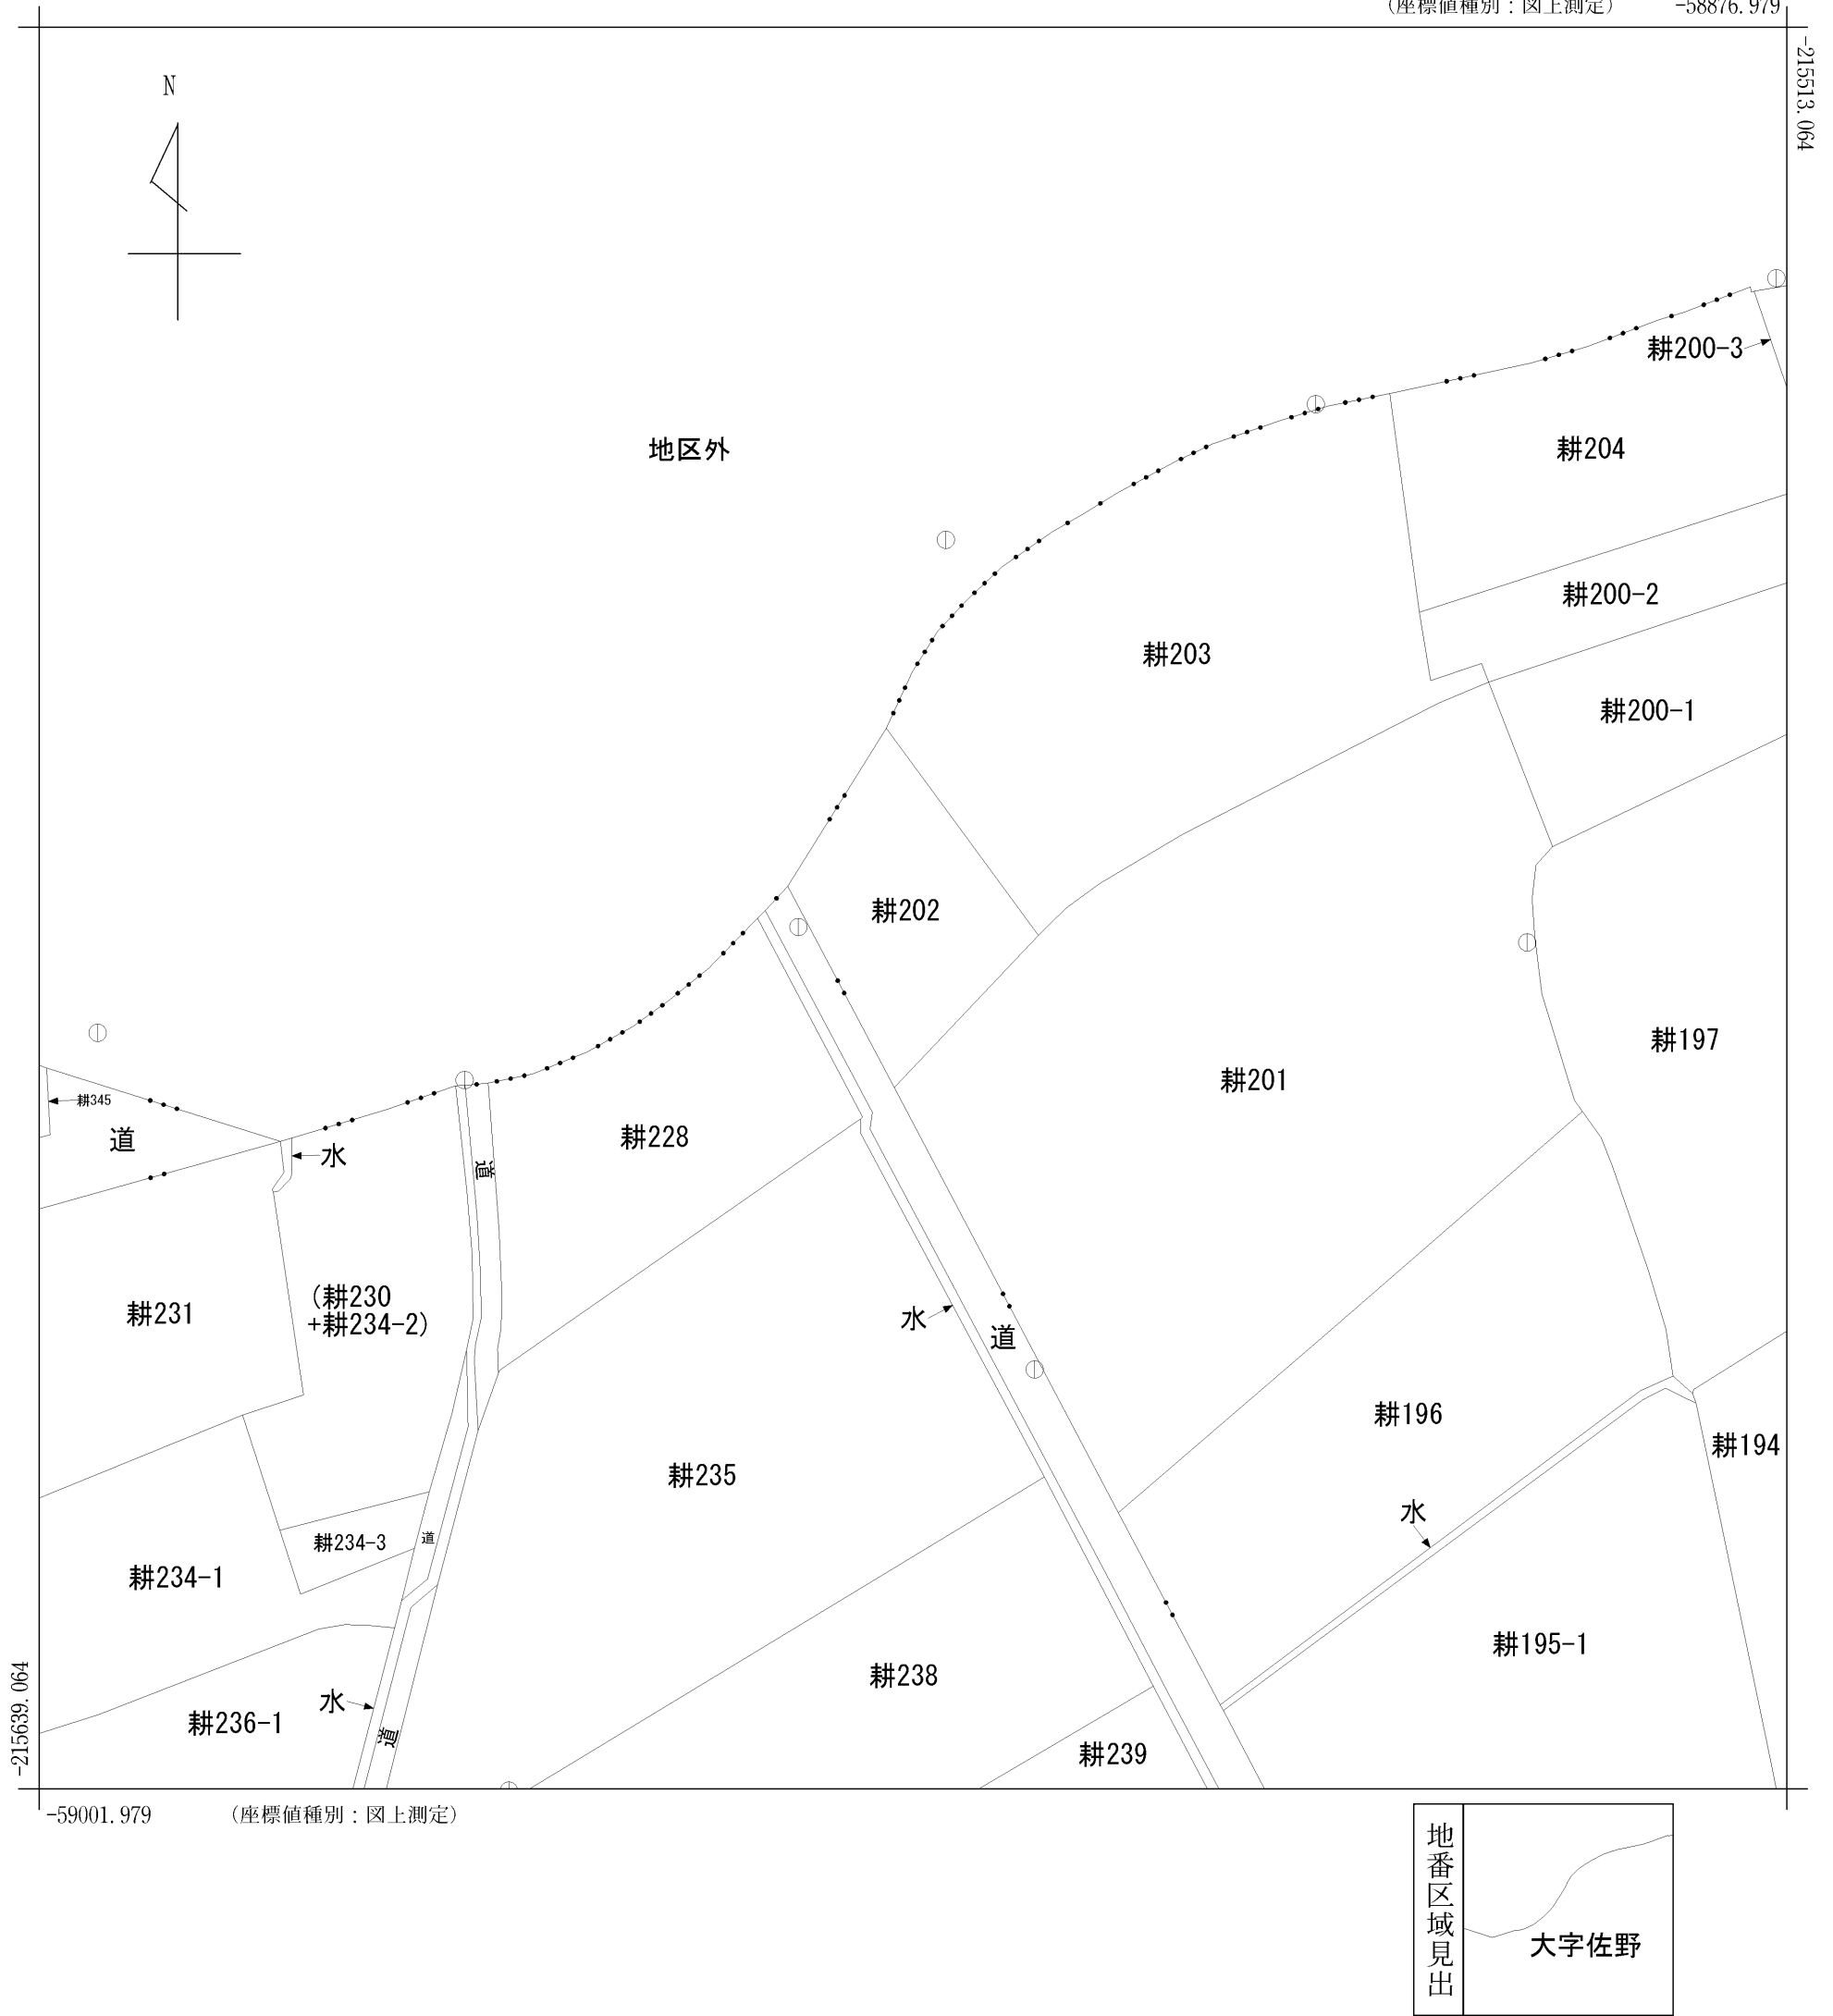 (座標値種別：図上測定) -58876.979
-215513.064
N
耕200-3
地区外
耕204
耕200-2
耕203
耕200-1
耕202
耕197
耕201
耕345
道
水
耕228
道
(耕230
+耕234-2)
耕231
水
道
耕196
耕194
耕235
水
耕234-3
道
耕234-1
耕195-1
耕238
水
耕236-1
道
耕239
-215639.064
-59001.979 (座標値種別：図上測定)
地番区域見出
大字佐野